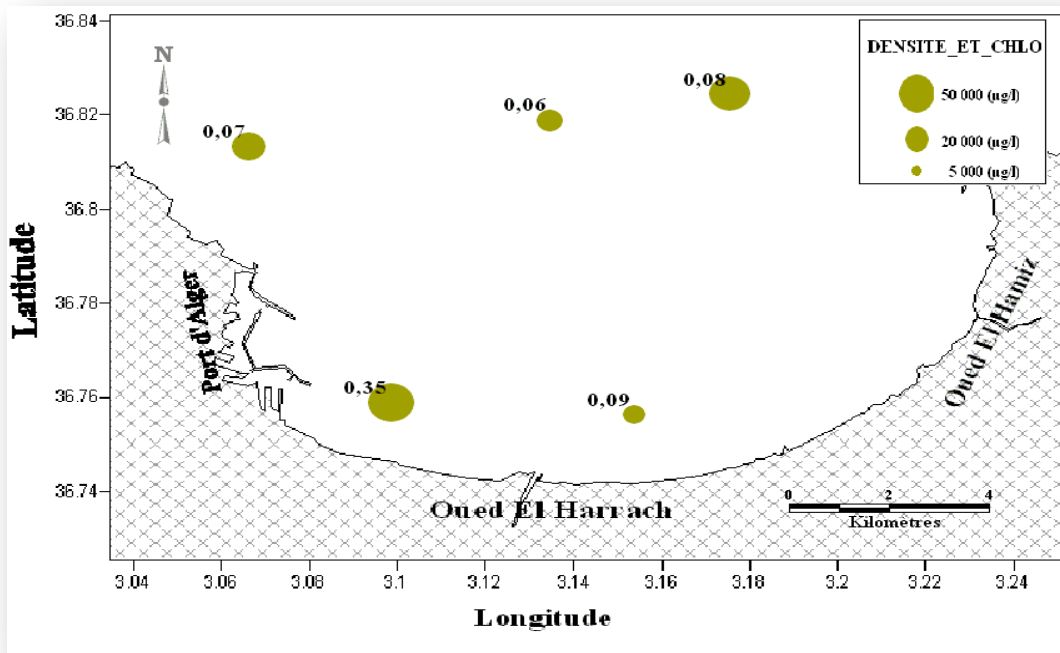 36.84
36.82
36.8
36.78
36.76
36.74
Latitude
N
DENSITE_ET_CHLO
50 000 (µg/l)
20 000 (µg/l)
5 000 (µg/l)
0,08
0,06
0,07
0,35
0,09
Port d'Alger
Oued El Hamiz
Oued El Harrach
0 2 4
Kilomètres
3.04 3.06 3.08 3.1 3.12 3.14 3.16 3.18 3.2 3.22 3.24
Longitude